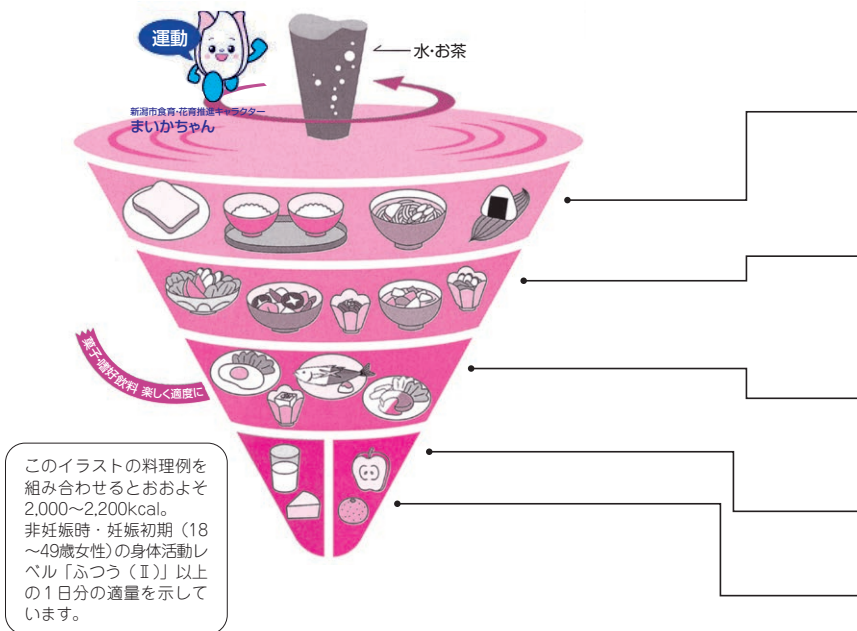 運動
水・お茶
新潟市食育・花育推進キャラクター
まいかちゃん
菓子・嗜好飲料 楽しく適度に
このイラストの料理例を
組み合わせるとおおよそ
2,000〜2,200kcal。
非妊娠時・妊娠初期（18
〜49歳女性）の身体活動レ
ベル「ふつう（Ⅱ）」以上
の1日分の適量を示して
います。